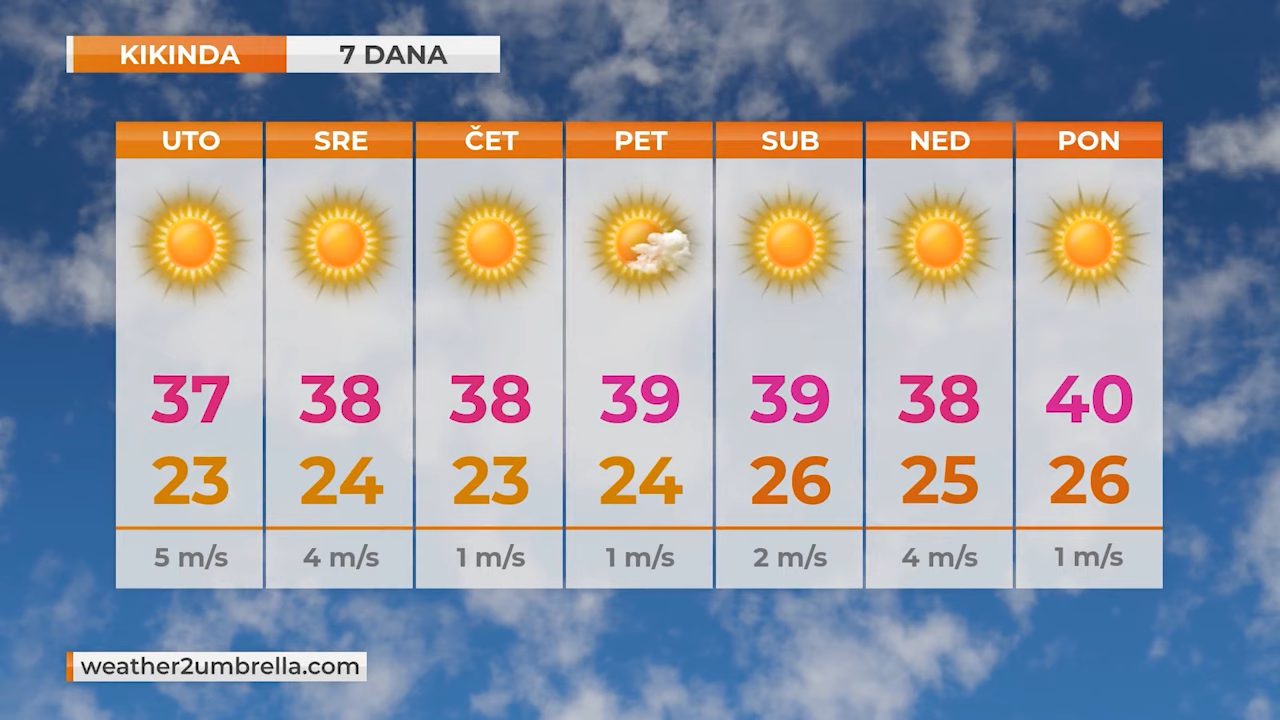 KIKINDA 7 DANA
UTO SRE ČET PET SUB NED PON
37 38 38 39 39 38 40
23 24 23 24 26 25 26
5 m/s 4 m/s 1 m/s 1 m/s 2 m/s 4 m/s 1 m/s
weather2umbrella.com